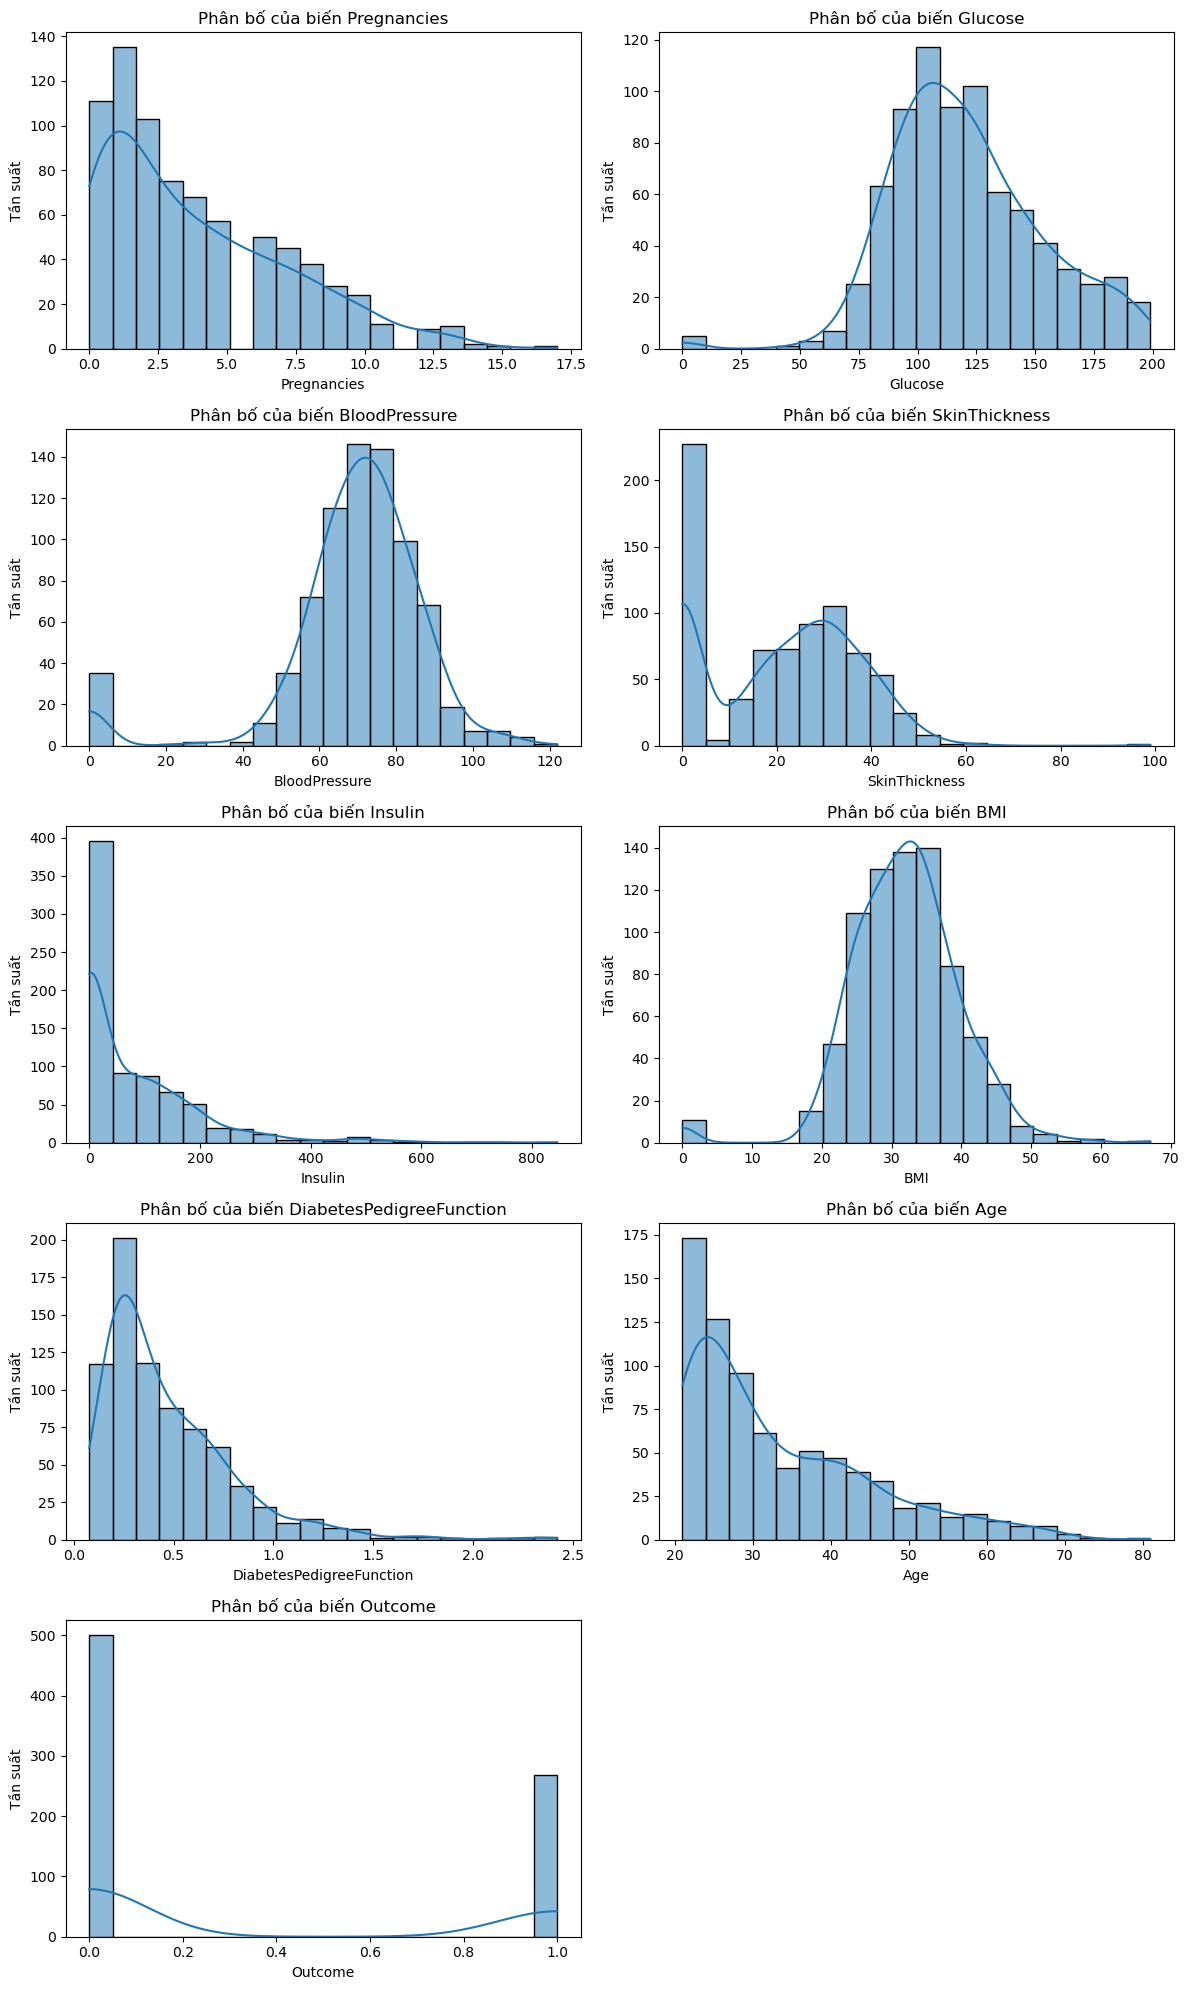 Phân bố của biến Pregnancies
140
120
100
80
60
40
20
0
Tần suất
0.0 2.5 5.0 7.5 10.0 12.5 15.0 17.5
Pregnancies
Phân bố của biến Glucose
120
100
80
60
40
20
0
Tần suất
0 25 50 75 100 125 150 175 200
Glucose
Phân bố của biến BloodPressure
140
120
100
80
60
40
20
0
Tần suất
0 20 40 60 80 100 120
BloodPressure
Phân bố của biến SkinThickness
200
150
100
50
0
Tần suất
0 20 40 60 80 100
SkinThickness
Phân bố của biến Insulin
400
350
300
250
200
150
100
50
0
Tần suất
0 200 400 600 800
Insulin
Phân bố của biến BMI
140
120
100
80
60
40
20
0
Tần suất
0 10 20 30 40 50 60 70
BMI
Phân bố của biến DiabetesPedigreeFunction
200
175
150
125
100
75
50
25
0
Tần suất
0.0 0.5 1.0 1.5 2.0 2.5
DiabetesPedigreeFunction
Phân bố của biến Age
175
150
125
100
75
50
25
0
Tần suất
20 30 40 50 60 70 80
Age
Phân bố của biến Outcome
500
400
300
200
100
0
Tần suất
0.0 0.2 0.4 0.6 0.8 1.0
Outcome